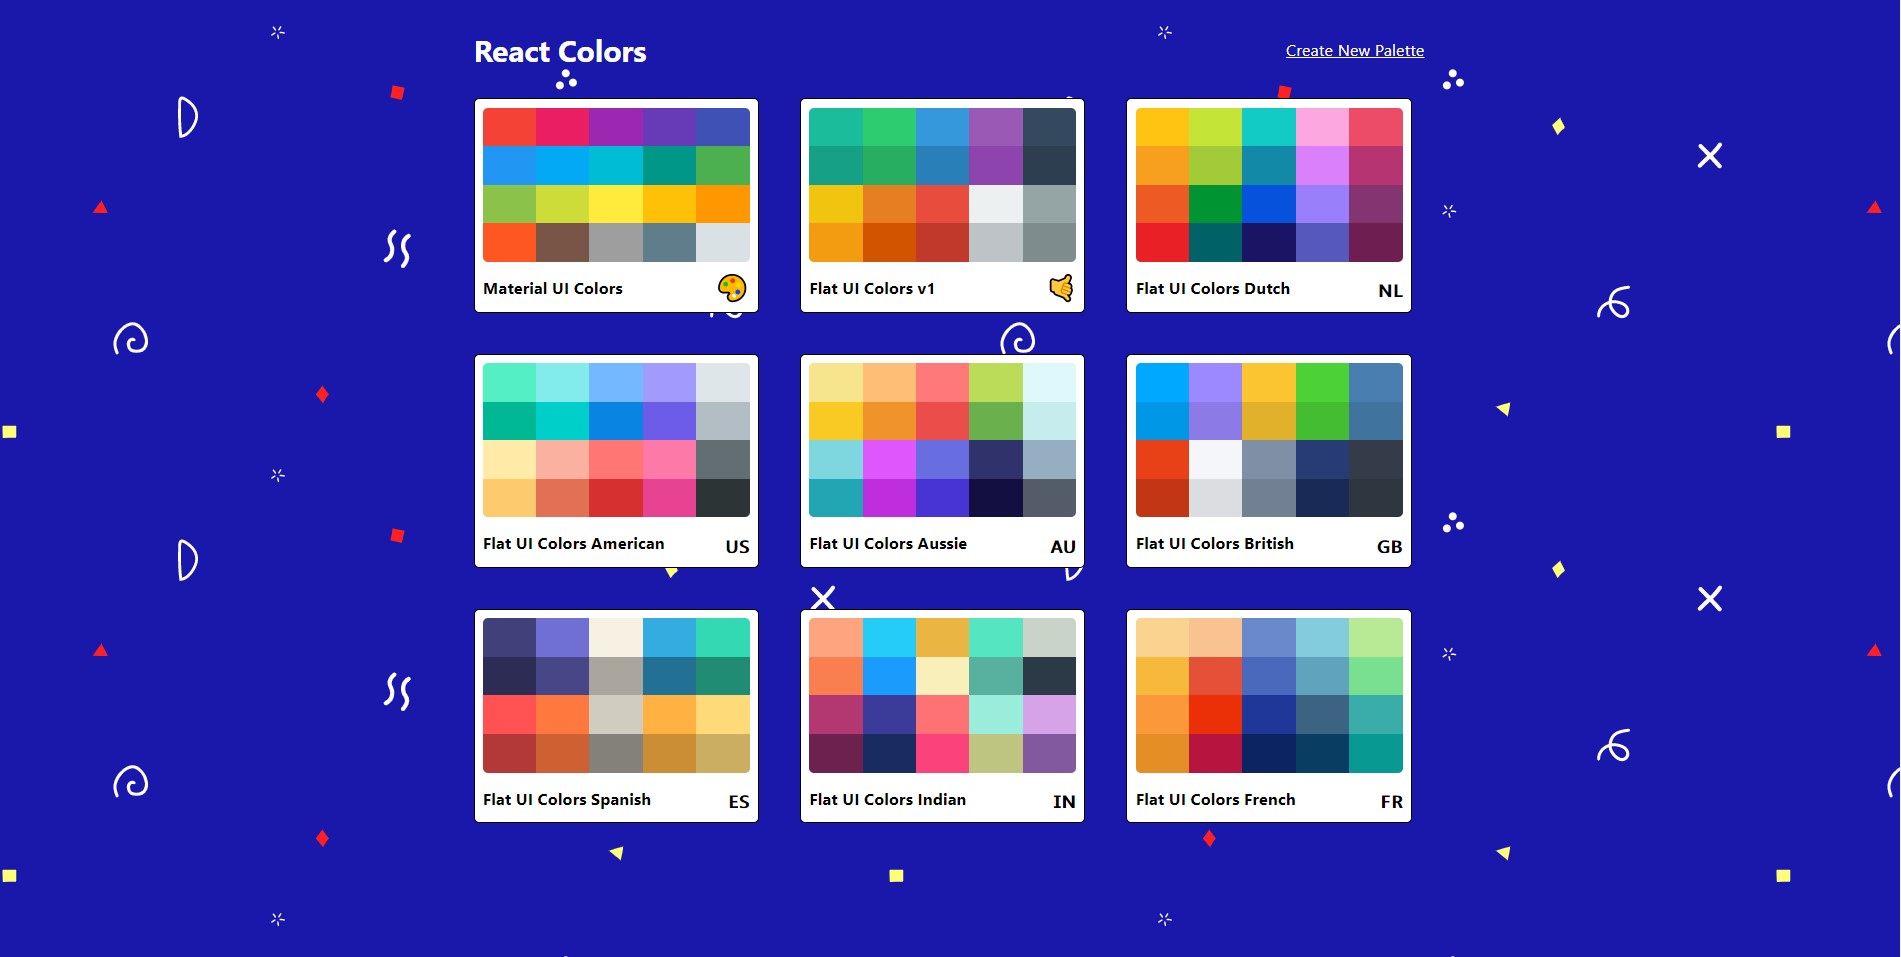 React Colors
Create New Palette
Material UI Colors
Flat UI Colors v1
Flat UI Colors Dutch NL
Flat UI Colors American US
Flat UI Colors Aussie AU
Flat UI Colors British GB
Flat UI Colors Spanish ES
Flat UI Colors Indian IN
Flat UI Colors French FR